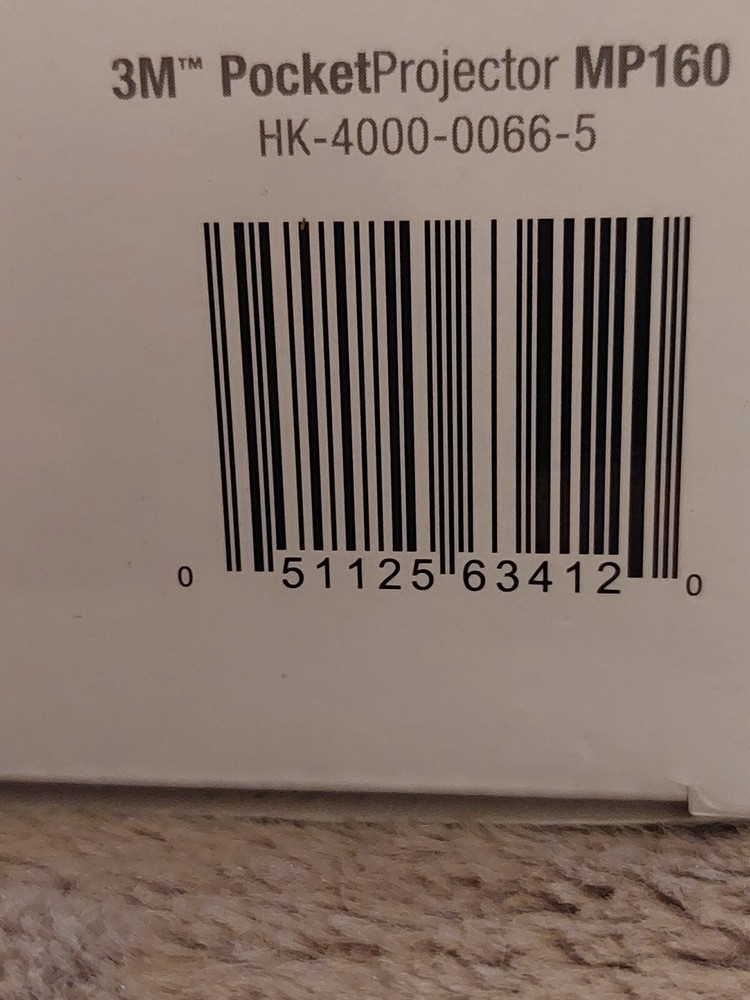 3M™ PocketProjector MP160
HK-4000-0066-5
0 51125 63412 0